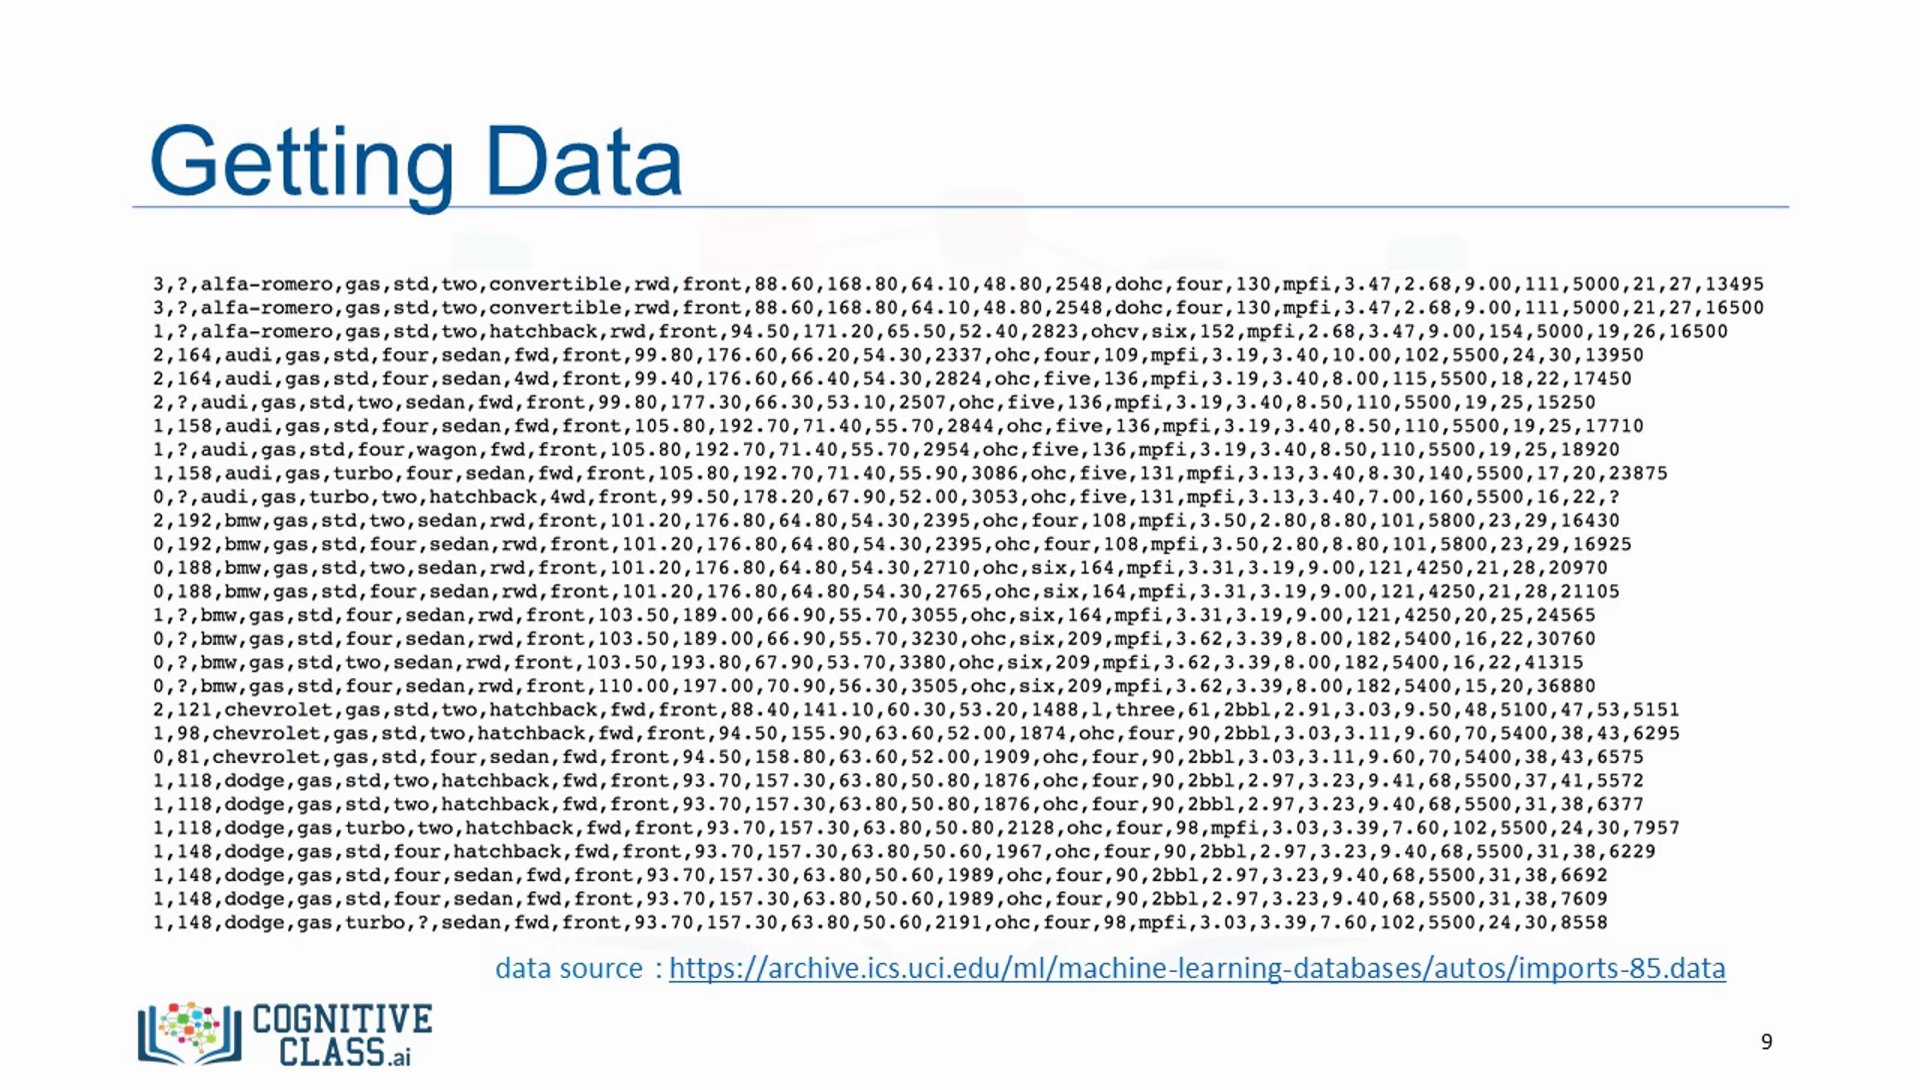 Getting Data
3,?,alfa-romero,gas,std,two,convertible,rwd,front,88.60,168.80,64.10,48.80,2548,dohc,four,130,mpfi,3.47,2.68,9.00,111,5000,21,27,13495
3,?,alfa-romero,gas,std,two,convertible,rwd,front,88.60,168.80,64.10,48.80,2548,dohc,four,130,mpfi,3.47,2.68,9.00,111,5000,21,27,16500
1,?,alfa-romero,gas,std,two,hatchback,rwd,front,94.50,171.20,65.50,52.40,2823,ohcv,six,152,mpfi,2.68,3.47,9.00,154,5000,19,26,16500
2,164,audi,gas,std,four,sedan,fwd,front,99.80,176.60,66.20,54.30,2337,ohc,four,109,mpfi,3.19,3.40,10.00,102,5500,24,30,13950
2,164,audi,gas,std,four,sedan,4wd,front,99.40,176.60,66.40,54.30,2824,ohc,five,136,mpfi,3.19,3.40,8.00,115,5500,18,22,17450
2,?,audi,gas,std,two,sedan,fwd,front,99.80,177.30,66.30,53.10,2507,ohc,five,136,mpfi,3.19,3.40,8.50,110,5500,19,25,15250
1,158,audi,gas,std,four,sedan,fwd,front,105.80,192.70,71.40,55.70,2844,ohc,five,136,mpfi,3.19,3.40,8.50,110,5500,19,25,17710
1,?,audi,gas,std,four,wagon,fwd,front,105.80,192.70,71.40,55.70,2954,ohc,five,136,mpfi,3.19,3.40,8.50,110,5500,19,25,18920
1,158,audi,gas,turbo,four,sedan,fwd,front,105.80,192.70,71.40,55.90,3086,ohc,five,131,mpfi,3.13,3.40,8.30,140,5500,17,20,23875
0,?,audi,gas,turbo,two,hatchback,4wd,front,99.50,178.20,67.90,52.00,3053,ohc,five,131,mpfi,3.13,3.40,7.00,160,5500,16,22,?
2,192,bmw,gas,std,two,sedan,rwd,front,101.20,176.80,64.80,54.30,2395,ohc,four,108,mpfi,3.50,2.80,8.80,101,5800,23,29,16430
0,192,bmw,gas,std,four,sedan,rwd,front,101.20,176.80,64.80,54.30,2395,ohc,four,108,mpfi,3.50,2.80,8.80,101,5800,23,29,16925
0,188,bmw,gas,std,two,sedan,rwd,front,101.20,176.80,64.80,54.30,2710,ohc,six,164,mpfi,3.31,3.19,9.00,121,4250,21,28,20970
0,188,bmw,gas,std,four,sedan,rwd,front,101.20,176.80,64.80,54.30,2765,ohc,six,164,mpfi,3.31,3.19,9.00,121,4250,21,28,21105
1,?,bmw,gas,std,four,sedan,rwd,front,103.50,189.00,66.90,55.70,3055,ohc,six,164,mpfi,3.31,3.19,9.00,121,4250,20,25,24565
0,?,bmw,gas,std,four,sedan,rwd,front,103.50,189.00,66.90,55.70,3230,ohc,six,209,mpfi,3.62,3.39,8.00,182,5400,16,22,30760
0,?,bmw,gas,std,two,sedan,rwd,front,103.50,193.80,67.90,53.70,3380,ohc,six,209,mpfi,3.62,3.39,8.00,182,5400,16,22,41315
0,?,bmw,gas,std,four,sedan,rwd,front,110.00,197.00,70.90,56.30,3505,ohc,six,209,mpfi,3.62,3.39,8.00,182,5400,15,20,36880
2,121,chevrolet,gas,std,two,hatchback,fwd,front,88.40,141.10,60.30,53.20,1488,l,three,61,2bbl,2.91,3.03,9.50,48,5100,47,53,5151
1,98,chevrolet,gas,std,two,hatchback,fwd,front,94.50,155.90,63.60,52.00,1874,ohc,four,90,2bbl,3.03,3.11,9.60,70,5400,38,43,6295
0,81,chevrolet,gas,std,four,sedan,fwd,front,94.50,158.80,63.60,52.00,1909,ohc,four,90,2bbl,3.03,3.11,9.60,70,5400,38,43,6575
1,118,dodge,gas,std,two,hatchback,fwd,front,93.70,157.30,63.80,50.80,1876,ohc,four,90,2bbl,2.97,3.23,9.41,68,5500,37,41,5572
1,118,dodge,gas,std,two,hatchback,fwd,front,93.70,157.30,63.80,50.80,1876,ohc,four,90,2bbl,2.97,3.23,9.40,68,5500,31,38,6377
1,118,dodge,gas,turbo,two,hatchback,fwd,front,93.70,157.30,63.80,50.80,2128,ohc,four,98,mpfi,3.03,3.39,7.60,102,5500,24,30,7957
1,148,dodge,gas,std,four,hatchback,fwd,front,93.70,157.30,63.80,50.60,1967,ohc,four,90,2bbl,2.97,3.23,9.40,68,5500,31,38,6229
1,148,dodge,gas,std,four,sedan,fwd,front,93.70,157.30,63.80,50.60,1989,ohc,four,90,2bbl,2.97,3.23,9.40,68,5500,31,38,6692
1,148,dodge,gas,std,four,sedan,fwd,front,93.70,157.30,63.80,50.60,1989,ohc,four,90,2bbl,2.97,3.23,9.40,68,5500,31,38,7609
1,148,dodge,gas,turbo,?,sedan,fwd,front,93.70,157.30,63.80,50.60,2191,ohc,four,98,mpfi,3.03,3.39,7.60,102,5500,24,30,8558
data source : https://archive.ics.uci.edu/ml/machine-learning-databases/autos/imports-85.data
COGNITIVE
CLASS.ai
9